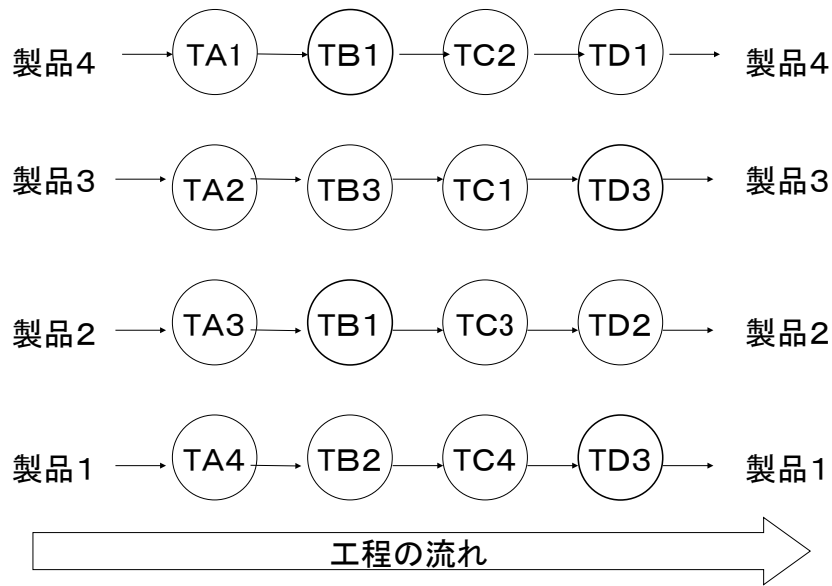 製品4 TA1 TB1 TC2 TD1 製品4
製品3 TA2 TB3 TC1 TD3 製品3
製品2 TA3 TB1 TC3 TD2 製品2
製品1 TA4 TB2 TC4 TD3 製品1
工程の流れ